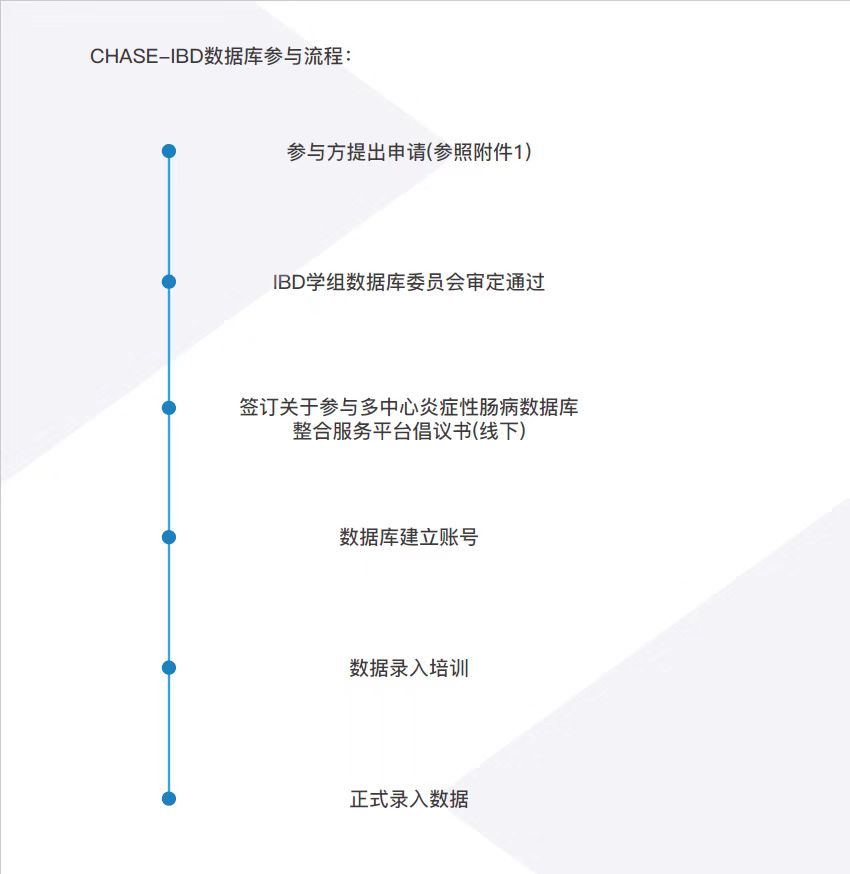 CHASE-IBD数据库参与流程：
参与方提出申请(参照附件1)
IBD学组数据库委员会审定通过
签订关于参与多中心炎症性肠病数据库
整合服务平台倡议书(线下)
数据库建立账号
数据录入培训
正式录入数据